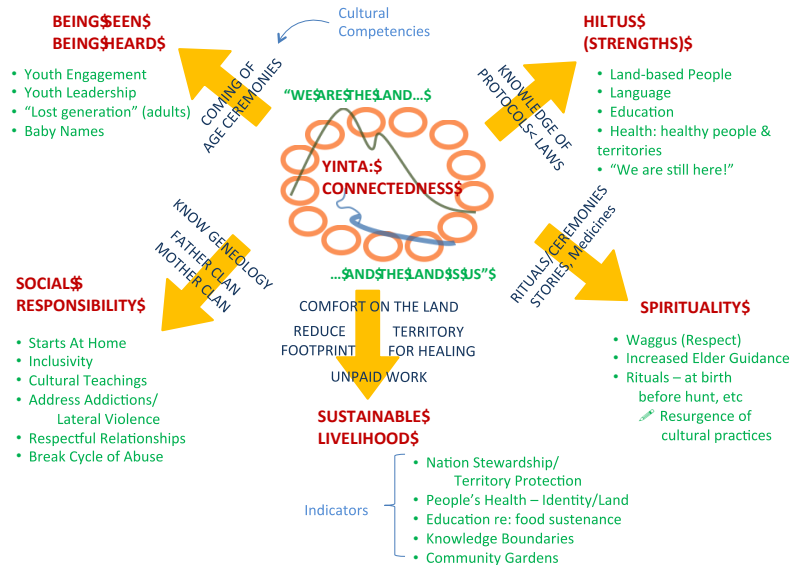 BEING$SEEN$
BEING$HEARD$
• Youth Engagement
• Youth Leadership
• “Lost generation” (adults)
• Baby Names
COMING OF
AGE CEREMONIES
Cultural
Competencies
HILTUS$
(STRENGTHS)$
• Land-based People
• Language
• Education
• Health: healthy people &
territories
• “We are still here!”
KNOWLEDGE OF
PROTOCOLS< LAWS
“WE$ARE$THE$LAND…$
YINTA:$
CONNECTEDNESS$
…$AND$THE$LAND$IS$US”$
KNOW GENEOLOGY
FATHER CLAN
MOTHER CLAN
SOCIAL$
RESPONSIBILITY$
• Starts At Home
• Inclusivity
• Cultural Teachings
• Address Addictions/
Lateral Violence
• Respectful Relationships
• Break Cycle of Abuse
COMFORT ON THE LAND
REDUCE
FOOTPRINT
TERRITORY
FOR HEALING
UNPAID WORK
SUSTAINABLE$
LIVELIHOOD$
Indicators
• Nation Stewardship/
Territory Protection
• People’s Health – Identity/Land
• Education re: food sustenance
• Knowledge Boundaries
• Community Gardens
RITUALS/CEREMONIES
STORIES, Medicines
SPIRITUALITY$
• Waggus (Respect)
• Increased Elder Guidance
• Rituals – at birth
before hunt, etc
Resurgence of
cultural practices